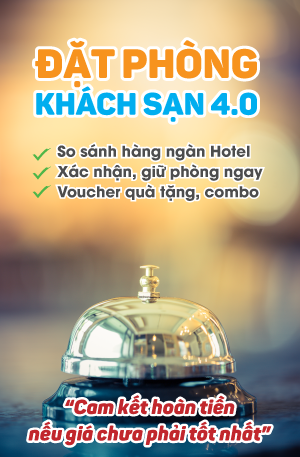 ĐẶT PHÒNG
KHÁCH SẠN 4.0
So sánh hàng ngàn Hotel
Xác nhận, giữ phòng ngay
Voucher quà tặng, combo
“Cam kết hoàn tiền
nếu giá chưa phải tốt nhất”